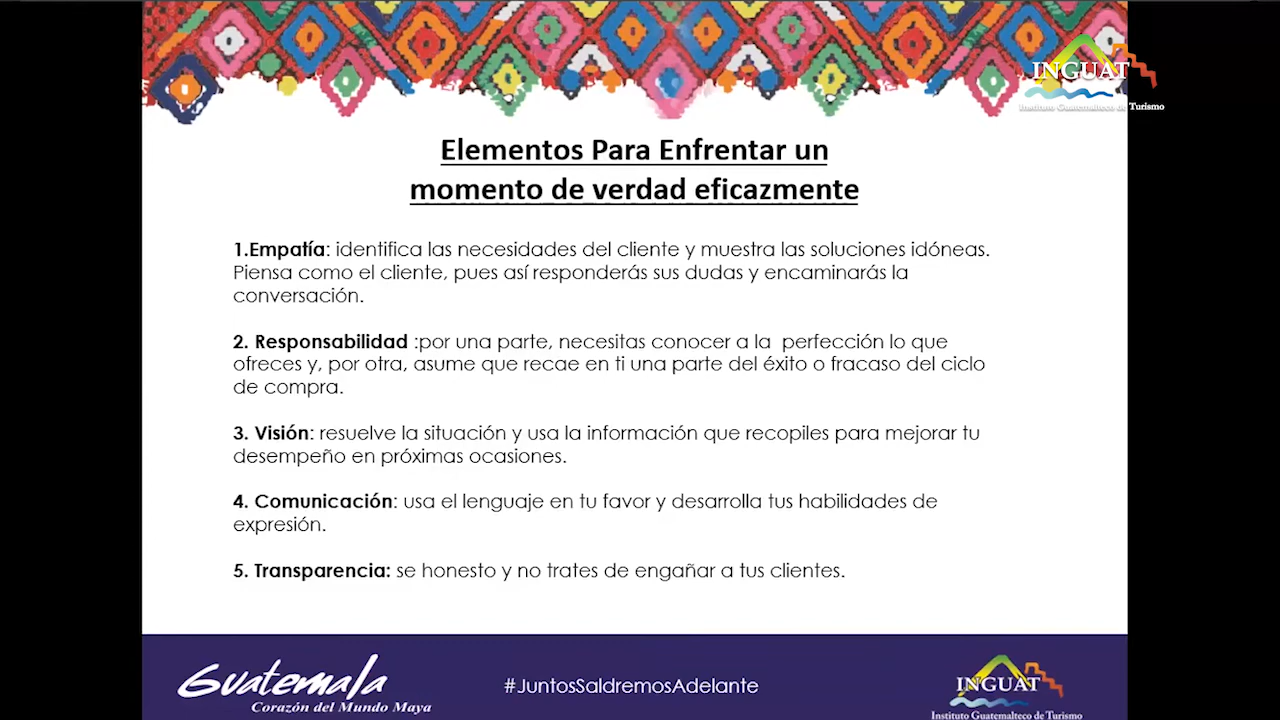 INGUAT
Instituto Guatemalteco de Turismo
Elementos Para Enfrentar un
momento de verdad eficazmente
1.Empatía: identifica las necesidades del cliente y muestra las soluciones idóneas.
Piensa como el cliente, pues así responderás sus dudas y encaminarás la
conversación.
2. Responsabilidad :por una parte, necesitas conocer a la  perfección lo que
ofreces y, por otra, asume que recae en ti una parte del éxito o fracaso del ciclo
de compra.
3. Visión: resuelve la situación y usa la información que recopiles para mejorar tu
desempeño en próximas ocasiones.
4. Comunicación: usa el lenguaje en tu favor y desarrolla tus habilidades de
expresión.
5. Transparencia: se honesto y no trates de engañar a tus clientes.
Guatemala
Corazón del Mundo Maya
#JuntosSaldremosAdelante
INGUAT
Instituto Guatemalteco de Turismo